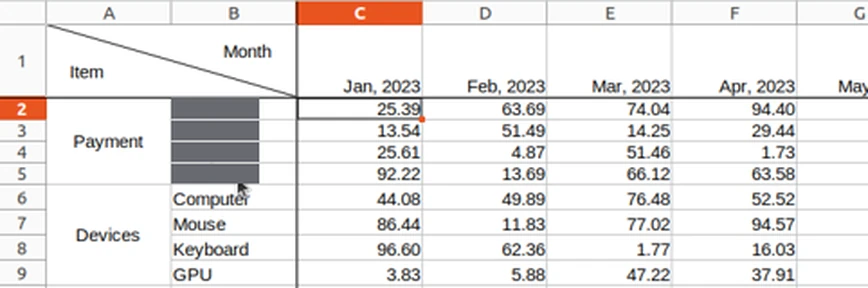 A B C D E F G
1 Month
Item Jan, 2023 Feb, 2023 Mar, 2023 Apr, 2023 May
2 25.39 63.69 74.04 94.40
3 Payment 13.54 51.49 14.25 29.44
4 25.61 4.87 51.46 1.73
5 92.22 13.69 66.12 63.58
6 Computer 44.08 49.89 76.48 52.52
7 Devices Mouse 86.44 11.83 77.02 94.57
8 Keyboard 96.60 62.36 1.77 16.03
9 GPU 3.83 5.88 47.22 37.91